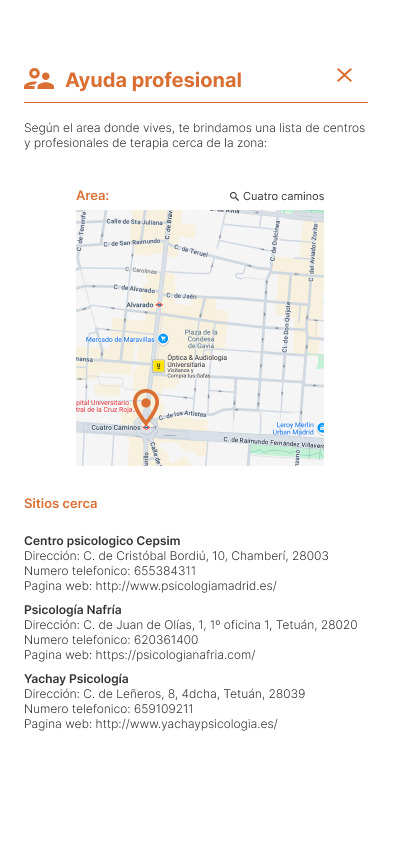 Ayuda profesional
Según el area donde vives, te brindamos una lista de centros
y profesionales de terapia cerca de la zona:
Area:
Cuatro caminos
Calle de Sta Juliana
C. de San Raimundo
C. de Teruel
C. Carolinas
C. de Alvarado
C. de Jaén
Alvarado
Mercado de Maravillas
Plaza de la
Condesa
de Gavia
Óptica & Audiologia
Universitaria
Visítanos y
Compra tus Gafas
C. de Dulcinea
C. del Aviador Zorita
C. de Don Quijote
pital Universitario
tral de la Cruz Roja
C. de los Artistas
Cuatro Caminos
Leroy Merlin
Urban Madrid
C. de Raimundo Fernández Villaver
Sitios cerca
Centro psicologico Cepsim
Dirección: C. de Cristóbal Bordiú, 10, Chamberí, 28003
Numero telefonico: 655384311
Pagina web: http://www.psicologiamadrid.es/
Psicología Nafría
Dirección: C. de Juan de Olías, 1, 1º oficina 1, Tetuán, 28020
Numero telefonico: 620361400
Pagina web: https://psicologianafria.com/
Yachay Psicología
Dirección: C. de Leñeros, 8, 4dcha, Tetuán, 28039
Numero telefonico: 659109211
Pagina web: http://www.yachaypsicologia.es/